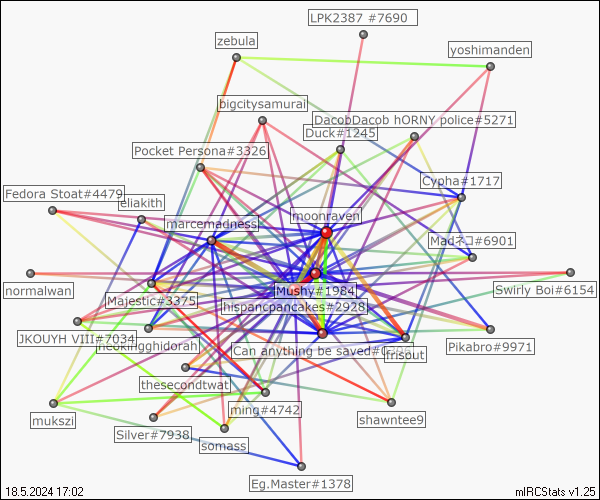 LPK2387 #7690
zebula
yoshimanden
bigcitysamurai
DacobDacob hORNY police#5271
Duck#1245
Pocket Persona#3326
Cypha#1717
Fedora Stoat#4479
eliakith
moonraven
marcemadness
Madネコ#6901
Mushy#1984
Swirly Boi#6154
normalwan
Majestic#3375
hispancpancakes#2928
JKOUYH VIII#7034
neokingghidorah
Can anything be saved#0
frisout
Pikabro#9971
thesecondtwat
ming#4742
shawntee9
mukszi
Silver#7938
somass
Eg.Master#1378
18.5.2024 17:02
mIRCStats v1.25